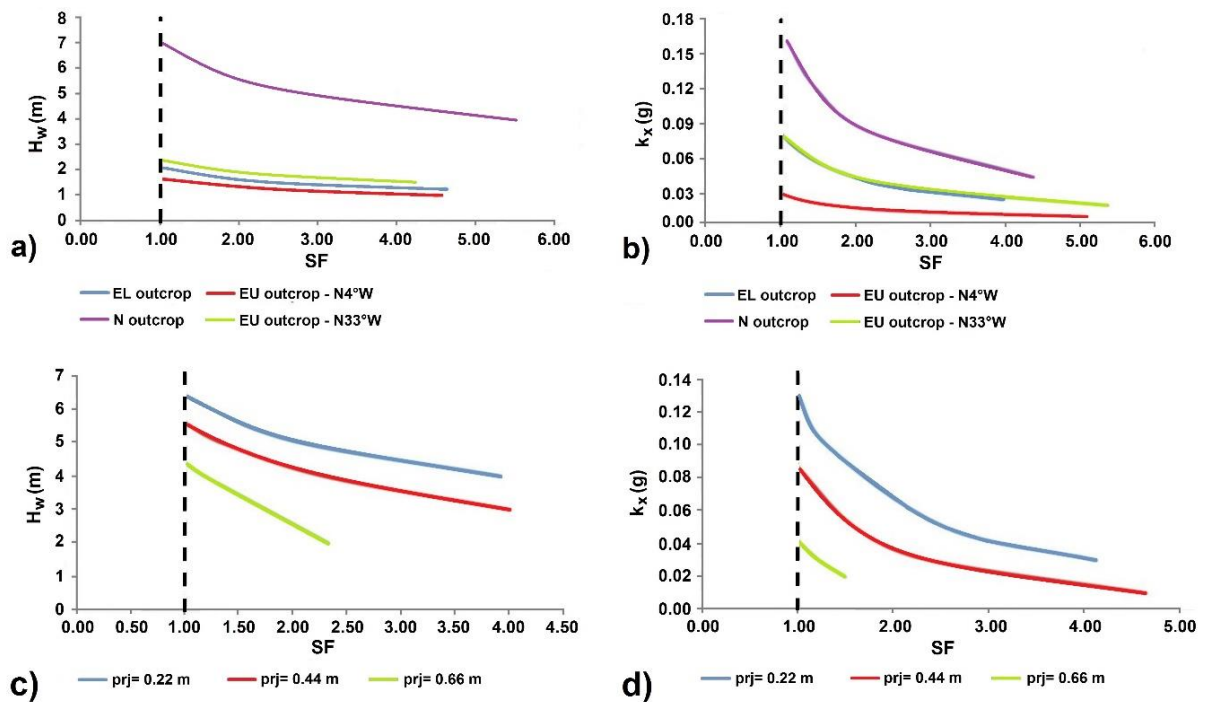 8
7
6
5
4
3
2
1
0
H_w (m)
0.00 1.00 2.00 3.00 4.00 5.00 6.00
SF
a)
EL outcrop EU outcrop - N4°W
N outcrop EU outcrop - N33°W
0.18
0.15
0.12
0.09
0.06
0.03
0.00
k_x (g)
0.00 1.00 2.00 3.00 4.00 5.00 6.00
SF
b)
EL outcrop EU outcrop - N4°W
N outcrop EU outcrop - N33°W
7
6
5
4
3
2
1
0
H_w (m)
0.00 0.50 1.00 1.50 2.00 2.50 3.00 3.50 4.00 4.50
SF
c)
prj= 0.22 m prj= 0.44 m prj= 0.66 m
0.14
0.12
0.10
0.08
0.06
0.04
0.02
0.00
k_x (g)
0.00 1.00 2.00 3.00 4.00 5.00
SF
d)
prj= 0.22 m prj= 0.44 m prj= 0.66 m